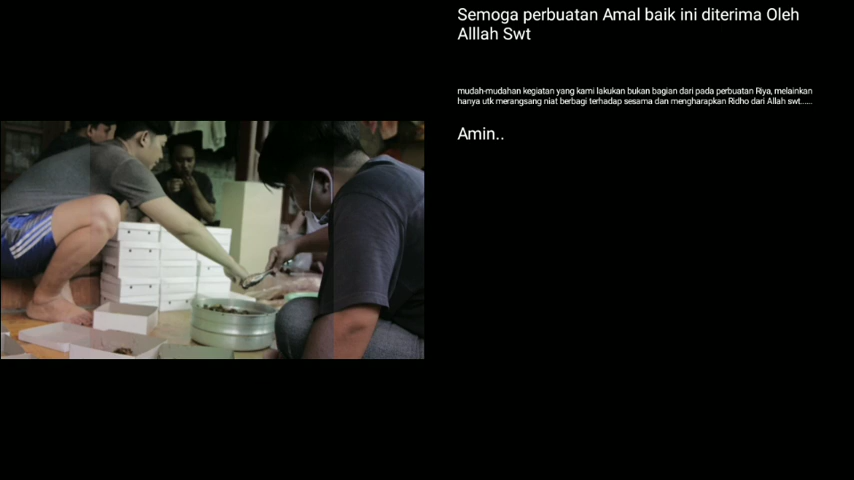 Semoga perbuatan Amal baik ini diterima Oleh
Alllah Swt
mudah-mudahan kegiatan yang kami lakukan bukan bagian dari pada perbuatan Riya, melainkan
hanya utk merangsang niat berbagi terhadap sesama dan mengharapkan Ridho dari Allah swt......
Amin..